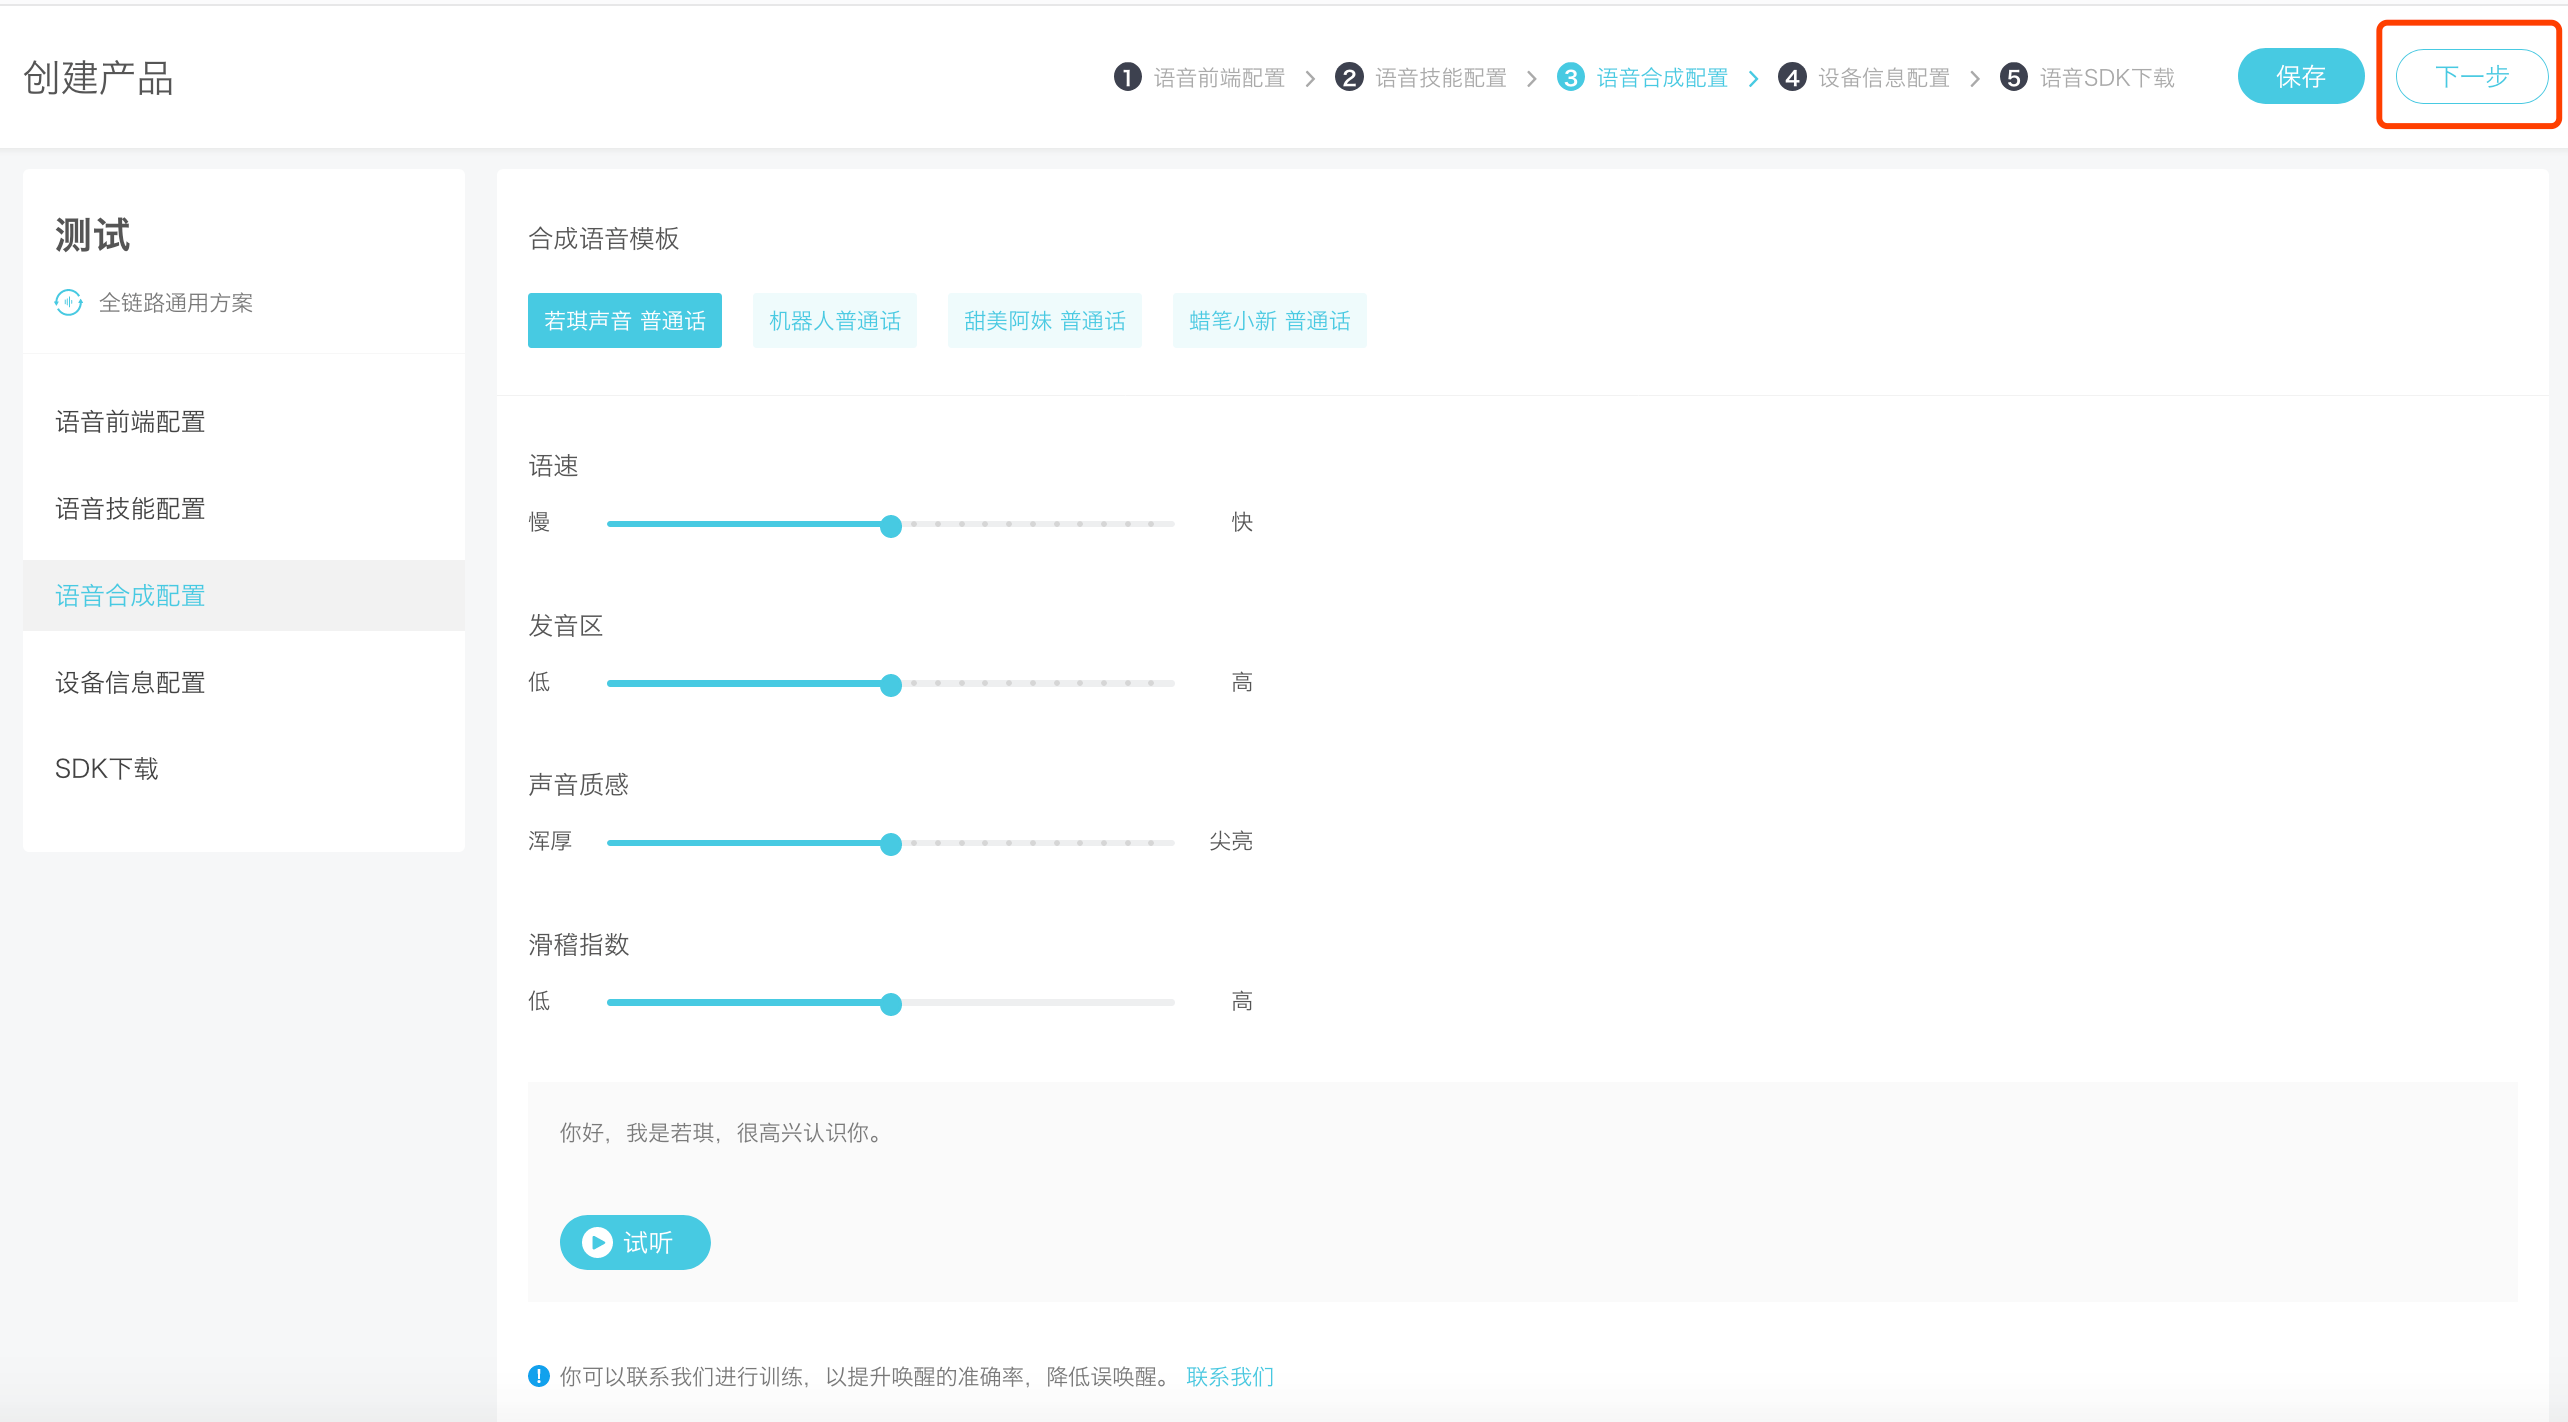 创建产品
1 语音前端配置 > 2 语音技能配置 > 3 语音合成配置 > 4 设备信息配置 > 5 语音SDK下载
保存
下一步
测试
全链路通用方案
语音前端配置
语音技能配置
语音合成配置
设备信息配置
SDK下载
合成语音模板
若琪声音 普通话
机器人普通话
甜美阿妹 普通话
蜡笔小新 普通话
语速
慢 快
发音区
低 高
声音质感
浑厚 尖亮
滑稽指数
低 高
你好，我是若琪，很高兴认识你。
试听
你可以联系我们进行训练，以提升唤醒的准确率，降低误唤醒。 联系我们